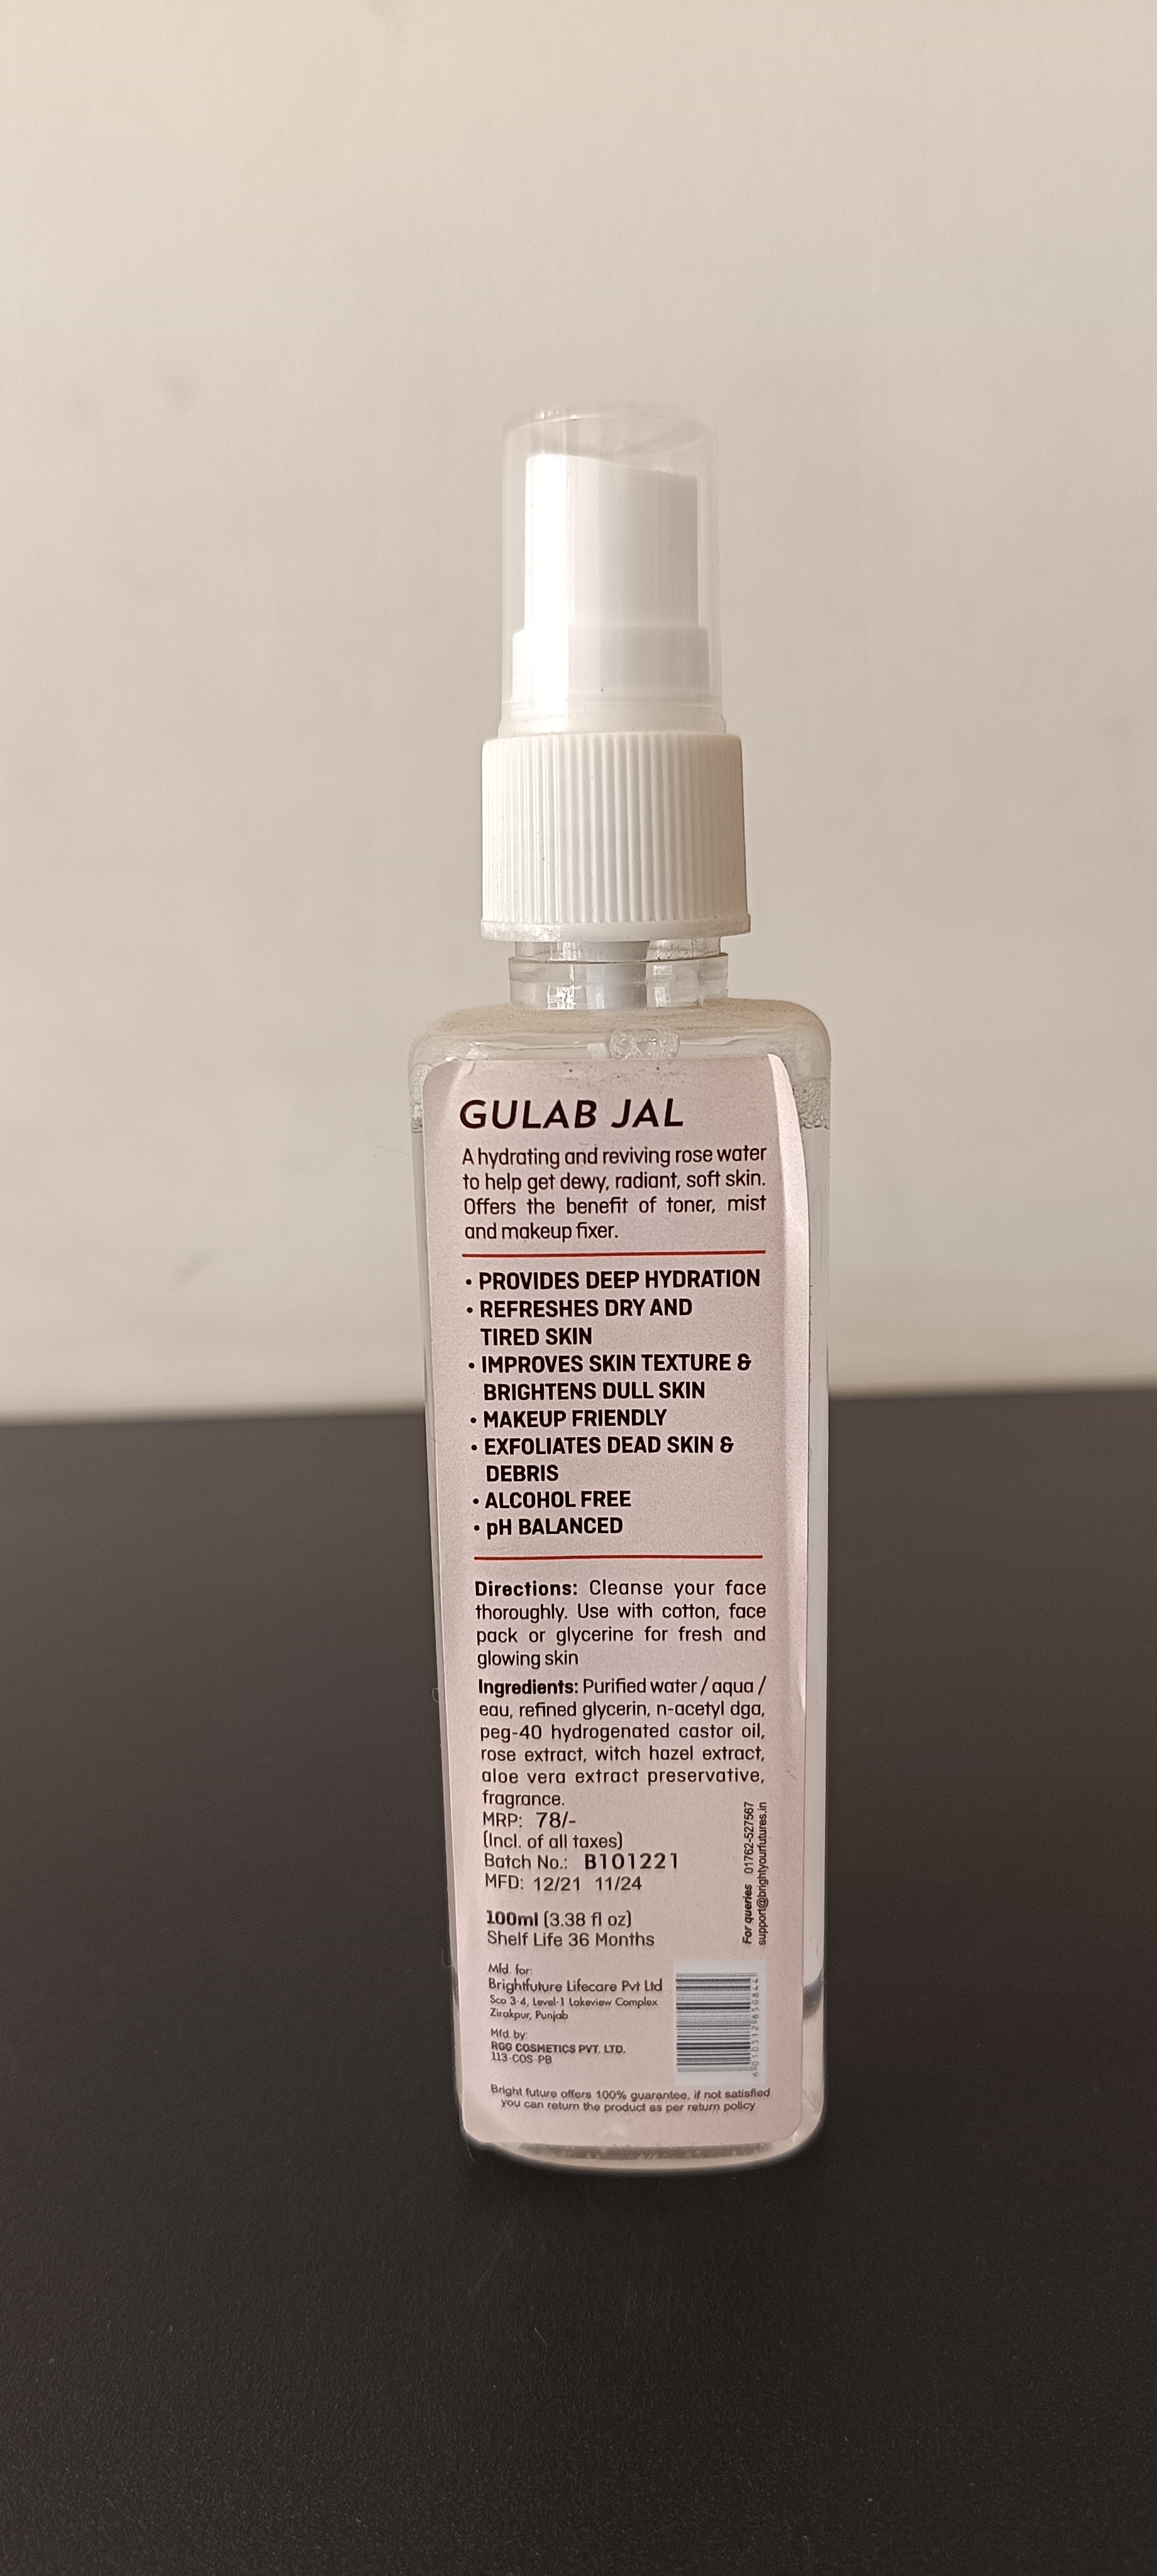 GULAB JAL
A hydrating and reviving rose water
to help get dewy, radiant, soft skin.
Offers the benefit of toner, mist
and makeup fixer.
• PROVIDES DEEP HYDRATION
• REFRESHES DRY AND
TIRED SKIN
• IMPROVES SKIN TEXTURE &
BRIGHTENS DULL SKIN
• MAKEUP FRIENDLY
• EXFOLIATES DEAD SKIN &
DEBRIS
• ALCOHOL FREE
• pH BALANCED
Directions: Cleanse your face
thoroughly. Use with cotton, face
pack or glycerine for fresh and
glowing skin
Ingredients: Purified water / aqua /
eau, refined glycerin, n-acetyl dga,
peg-40 hydrogenated castor oil,
rose extract, witch hazel extract,
aloe vera extract preservative,
fragrance.
MRP: 78/-
(Incl. of all taxes)
Batch No.: B101221
MFD: 12/21 11/24
100ml (3.38 fl oz)
Shelf Life 36 Months
For queries 01762-527567
support@brightyourfutures.in
Mfd. for:
Brightfuture Lifecare Pvt Ltd
Sco 3-4, Level-1 Lakeview Complex
Zirakpur, Punjab
Mfd. by:
RGG COSMETICS PVT. LTD.
113-COS-PB
Bright future offers 100% guarantee, if not satisfied
you can return the product as per return policy